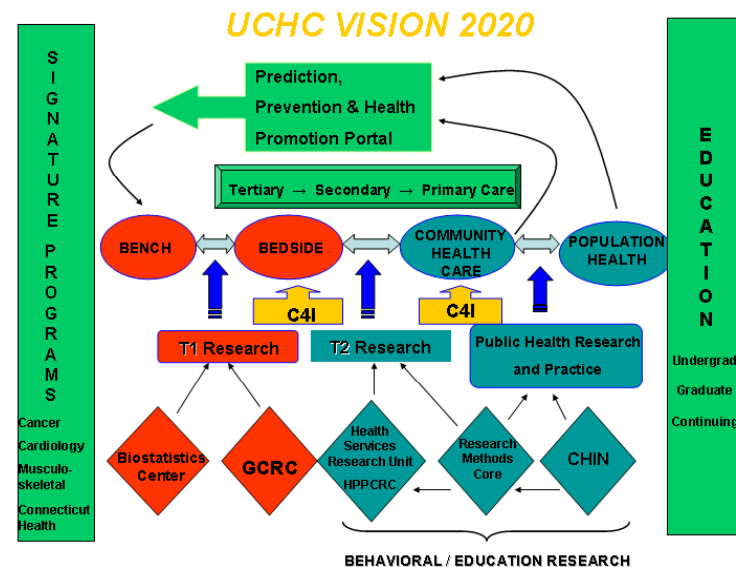 UCHC VISION 2020
SIGNATURE PROGRAMS
Cancer
Cardiology
Musculo-
skeletal
Connecticut
Health
Prediction,
Prevention & Health
Promotion Portal
Tertiary → Secondary → Primary Care
BENCH
BEDSIDE
COMMUNITY
HEALTH
CARE
POPULATION
HEALTH
C4I
C4I
T1 Research
T2 Research
Public Health Research
and Practice
Biostatistics
Center
GCRC
Health
Services
Research Unit
HPPCRC
Research
Methods
Core
CHIN
BEHAVIORAL / EDUCATION RESEARCH
EDUCATION
Undergrad
Graduate
Continuing